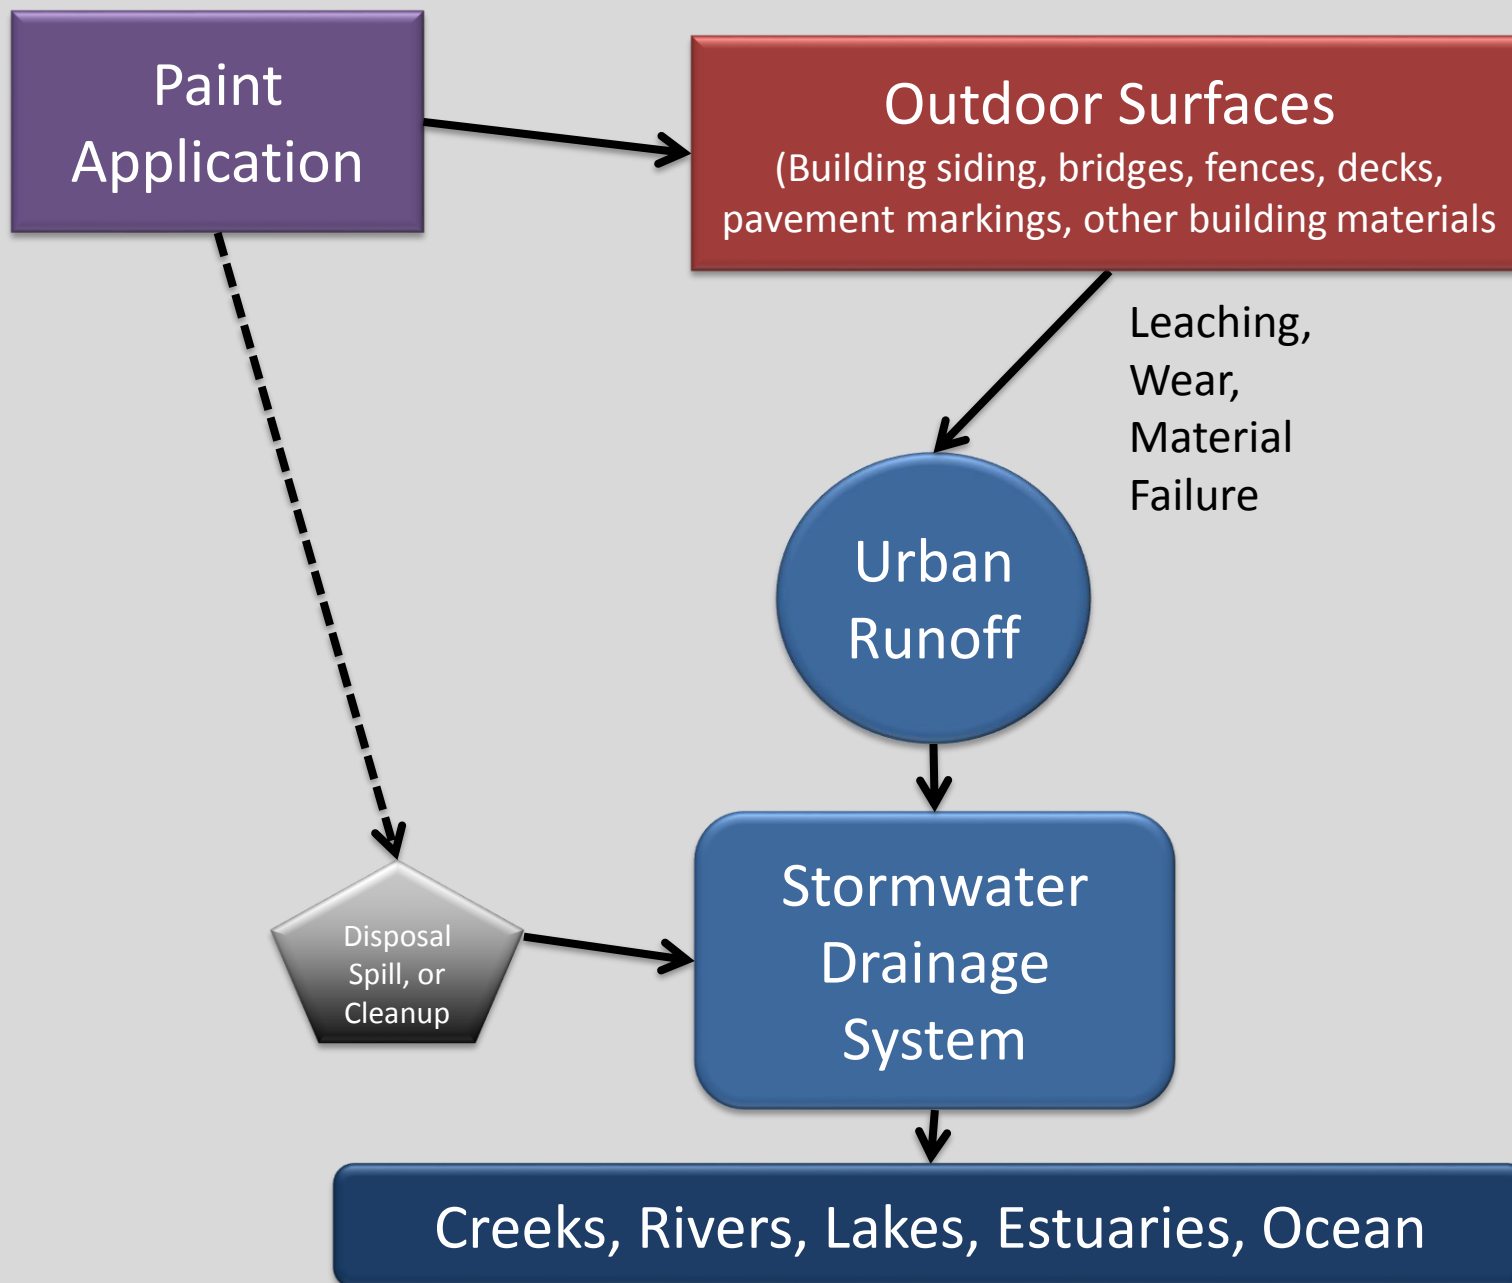 Paint
Application
Outdoor Surfaces
(Building siding, bridges, fences, decks,
pavement markings, other building materials
Leaching,
Wear,
Material
Failure
Urban
Runoff
Disposal
Spill, or
Cleanup
Stormwater
Drainage
System
Creeks, Rivers, Lakes, Estuaries, Ocean